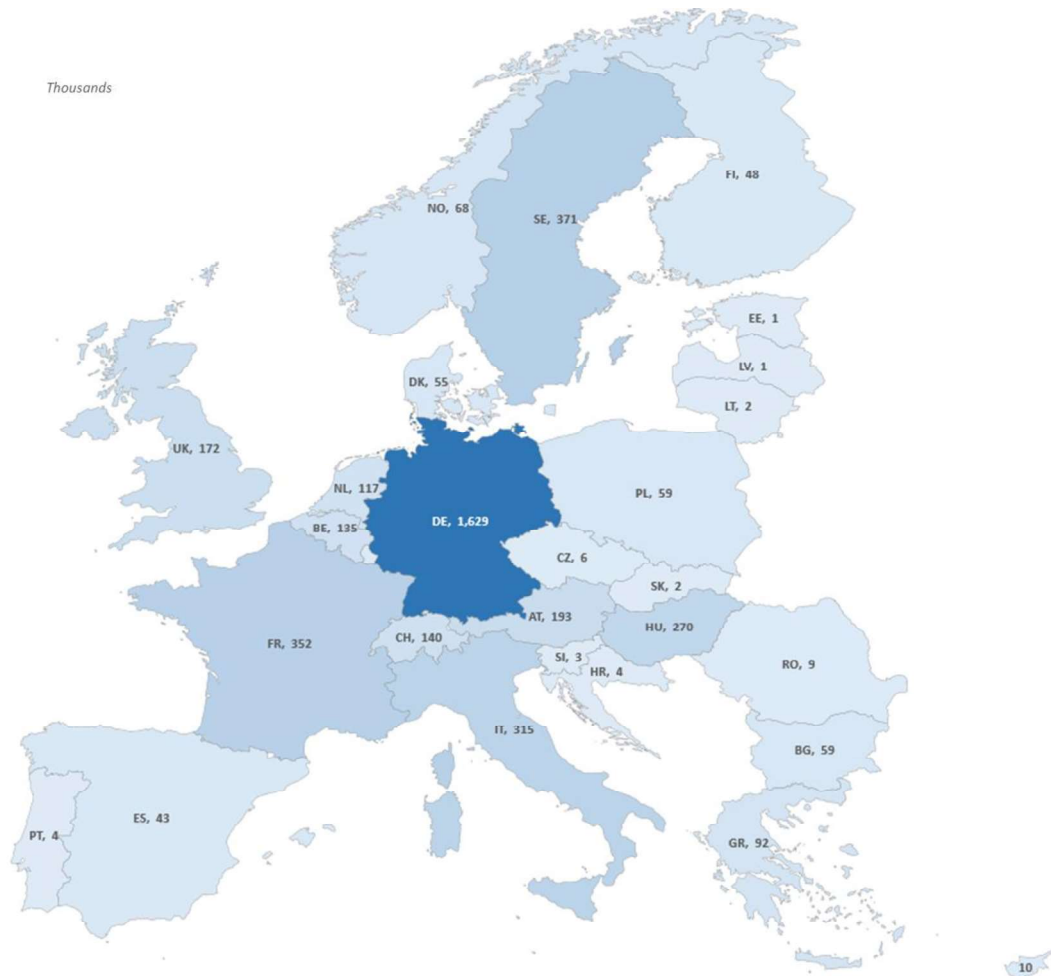 Thousands
FI, 48
NO, 68
SE, 371
EE, 1
LV, 1
DK, 55
LT, 2
UK, 172
NL, 117
PL, 59
DE, 1,629
BE, 135
CZ, 6
SK, 2
AT, 193
HU, 270
CH, 140
FR, 352
SI, 3
RO, 9
HR, 4
IT, 315
BG, 59
ES, 43
PT, 4
GR, 92
10